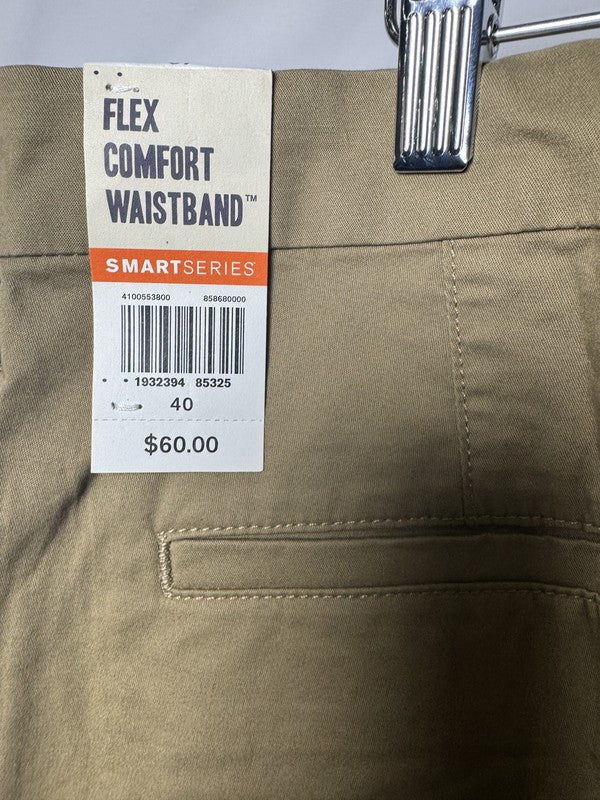 FLEX
COMFORT
WAISTBAND™
SMARTSERIES
4100553800 858680000
1932394 85325
40
$60.00